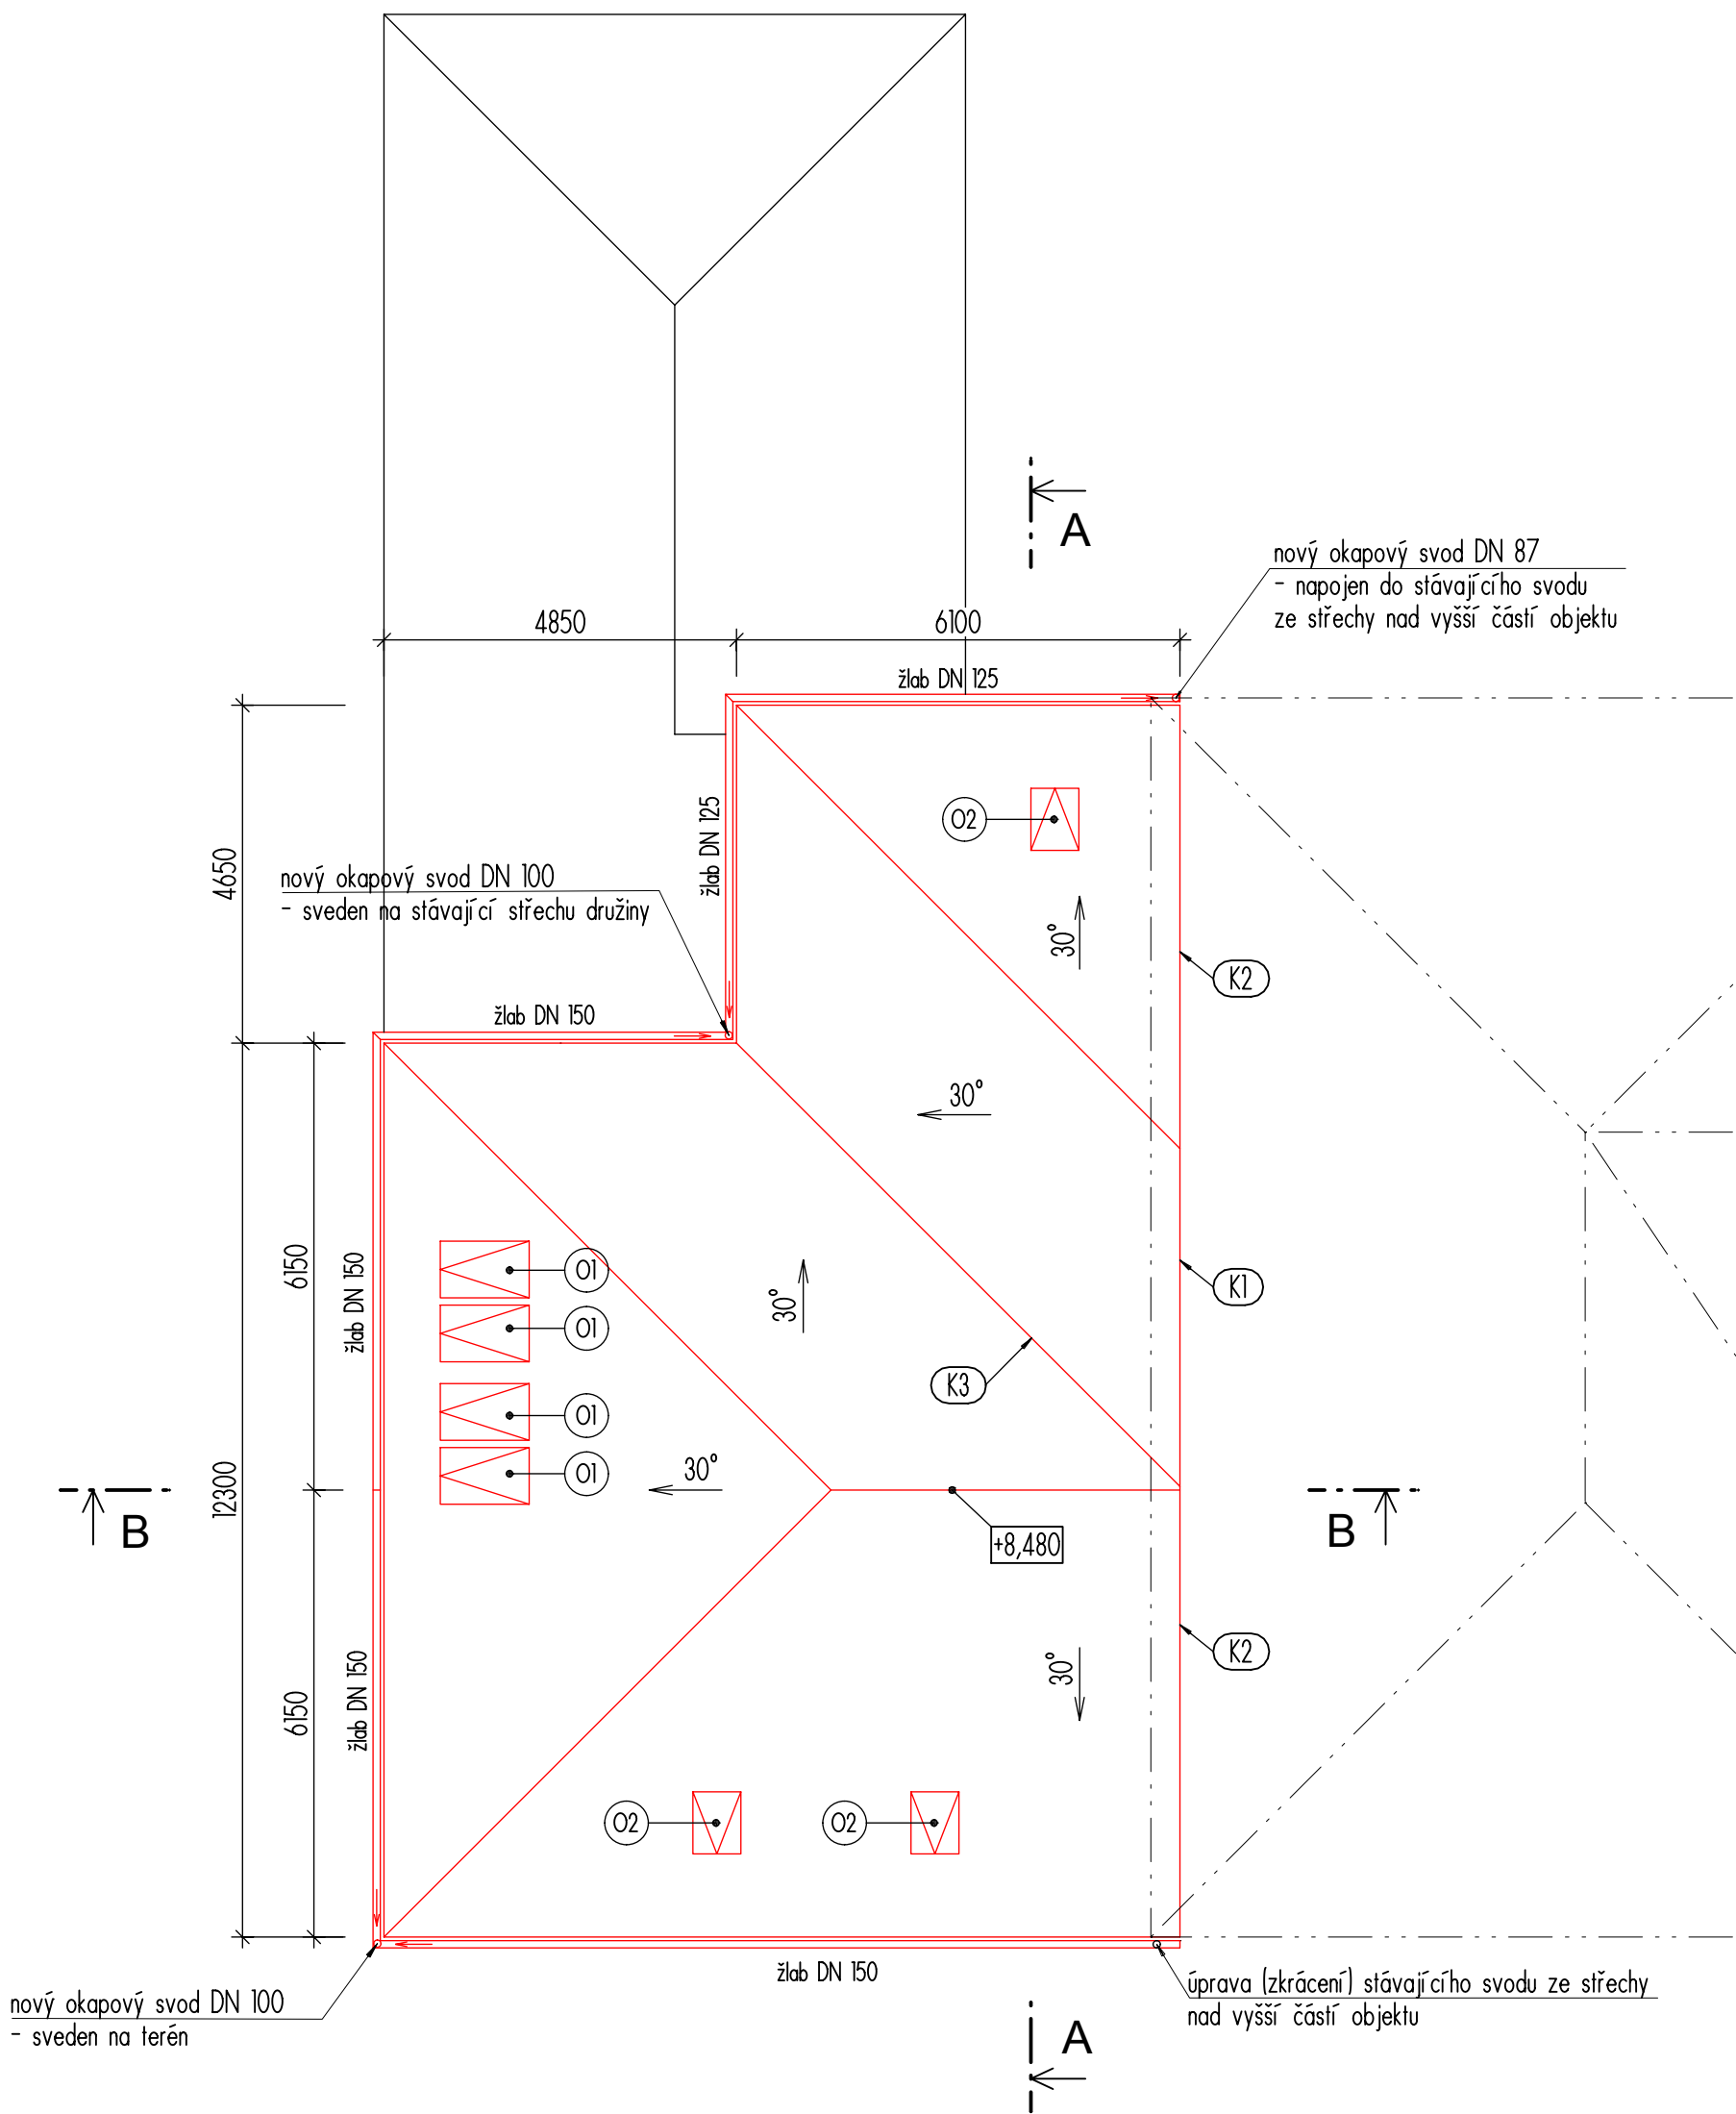 A
nový okapový svod DN 87
- napojen do stávajícího svodu
ze střechy nad vyšší částí objektu
4850
6100
žlab DN 125
žlab DN 125
O2
4650
nový okapový svod DN 100
- sveden na stávající střechu družiny
30°
K2
žlab DN 150
30°
6150
žlab DN 150
O1
O1
O1
O1
30°
K1
K3
30°
12300
B
+8,480
B
6150
žlab DN 150
30°
K2
O2
O2
žlab DN 150
úprava (zkrácení) stávajícího svodu ze střechy
nad vyšší částí objektu
nový okapový svod DN 100
- sveden na terén
A